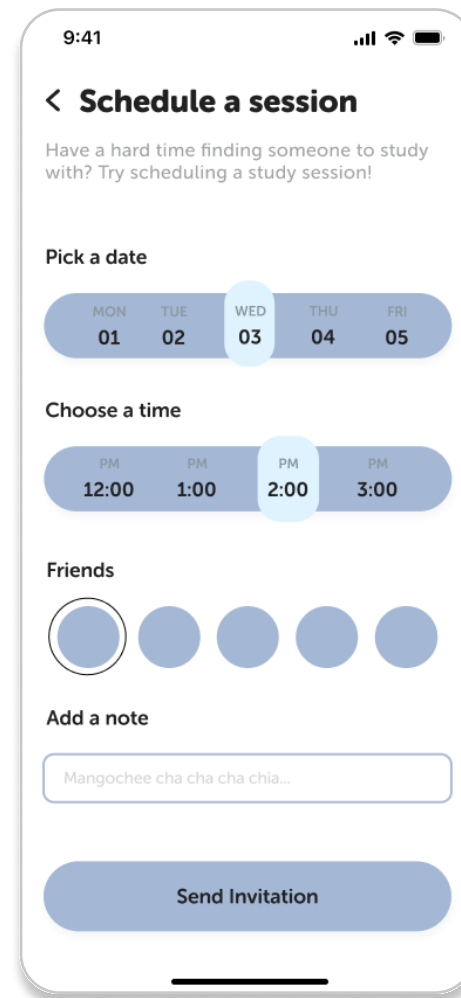 9:41
Schedule a session
Have a hard time finding someone to study
with? Try scheduling a study session!
Pick a date
MON TUE WED THU FRI
01 02 03 04 05
Choose a time
PM PM PM PM
12:00 1:00 2:00 3:00
Friends
Add a note
Mangochee cha cha cha chia...
Send Invitation